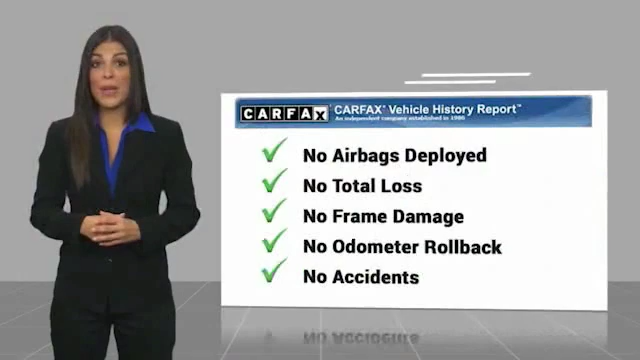 CARFAX CARFAX® Vehicle History Report™
An independent company established in 1986
No Airbags Deployed
No Total Loss
No Frame Damage
No Odometer Rollback
No Accidents